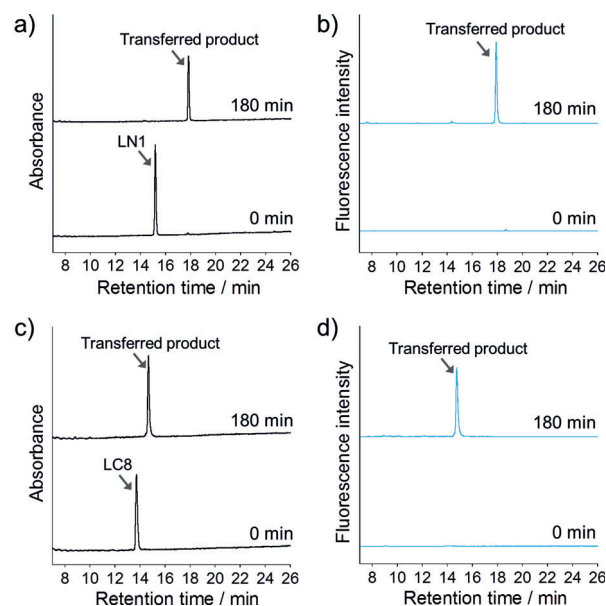 a)
Absorbance
Transferred product
180 min
LN1
0 min
8 10 12 14 16 18 20 22 24 26
Retention time / min
b)
Fluorescence intensity
Transferred product
180 min
0 min
8 10 12 14 16 18 20 22 24 26
Retention time / min
c)
Absorbance
Transferred product
180 min
LC8
0 min
8 10 12 14 16 18 20 22 24 26
Retention time / min
d)
Fluorescence intensity
Transferred product
180 min
0 min
8 10 12 14 16 18 20 22 24 26
Retention time / min